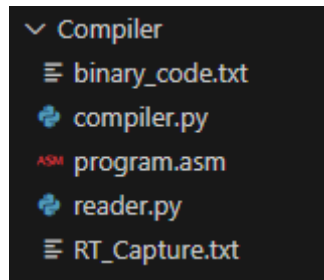 Compiler
binary_code.txt
compiler.py
ASM program.asm
reader.py
RT_Capture.txt